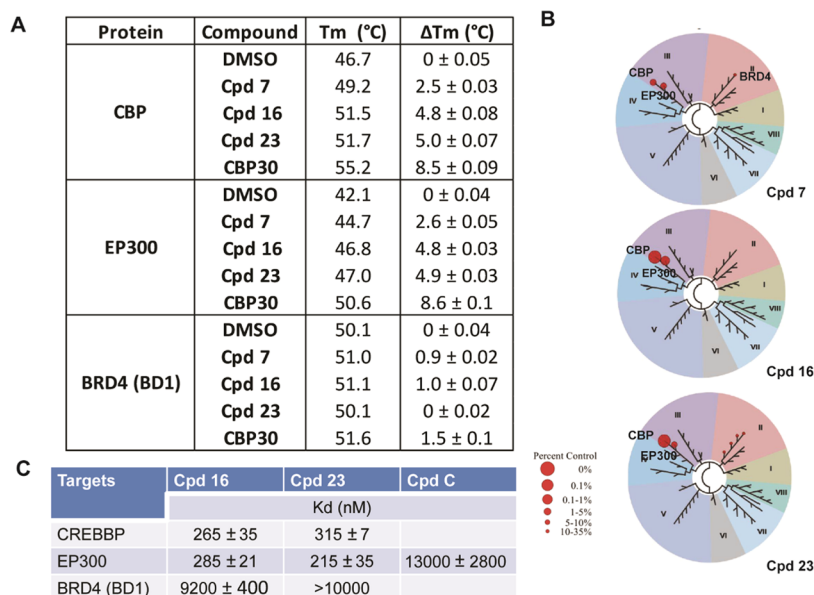 A
Protein Compound Tm (°C) ΔTm (°C)
CBP
DMSO 46.7 0 ± 0.05
Cpd 7 49.2 2.5 ± 0.03
Cpd 16 51.5 4.8 ± 0.08
Cpd 23 51.7 5.0 ± 0.07
CBP30 55.2 8.5 ± 0.09
EP300
DMSO 42.1 0 ± 0.04
Cpd 7 44.7 2.6 ± 0.05
Cpd 16 46.8 4.8 ± 0.03
Cpd 23 47.0 4.9 ± 0.03
CBP30 50.6 8.6 ± 0.1
BRD4 (BD1)
DMSO 50.1 0 ± 0.04
Cpd 7 51.0 0.9 ± 0.02
Cpd 16 51.1 1.0 ± 0.07
Cpd 23 50.1 0 ± 0.02
CBP30 51.6 1.5 ± 0.1
B
III
II
CBP
BRD4
EP300
IV
I
VIII
V
VII
VI
Cpd 7
III
II
CBP
EP300
IV
I
VIII
V
VII
VI
Cpd 16
III
II
CBP
EP300
I
VIII
V
VII
VI
Cpd 23
Percent Control
0%
0.1%
0.1-1%
1-5%
5-10%
10-35%
C
Targets Cpd 16 Cpd 23 Cpd C
Kd (nM)
CREBBP 265 ± 35 315 ± 7
EP300 285 ± 21 215 ± 35 13000 ± 2800
BRD4 (BD1) 9200 ± 400 >10000